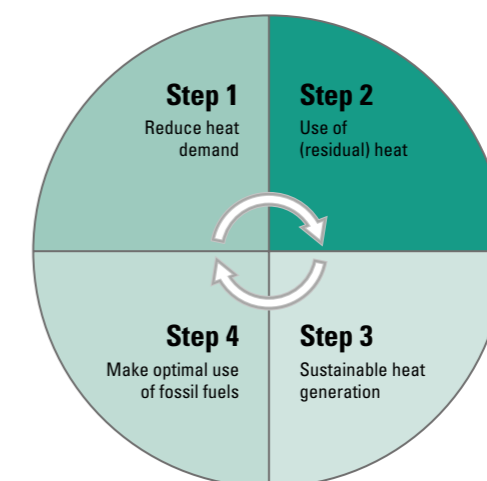 Step 1
Reduce heat
demand
Step 2
Use of
(residual) heat
Step 3
Sustainable heat
generation
Step 4
Make optimal use
of fossil fuels